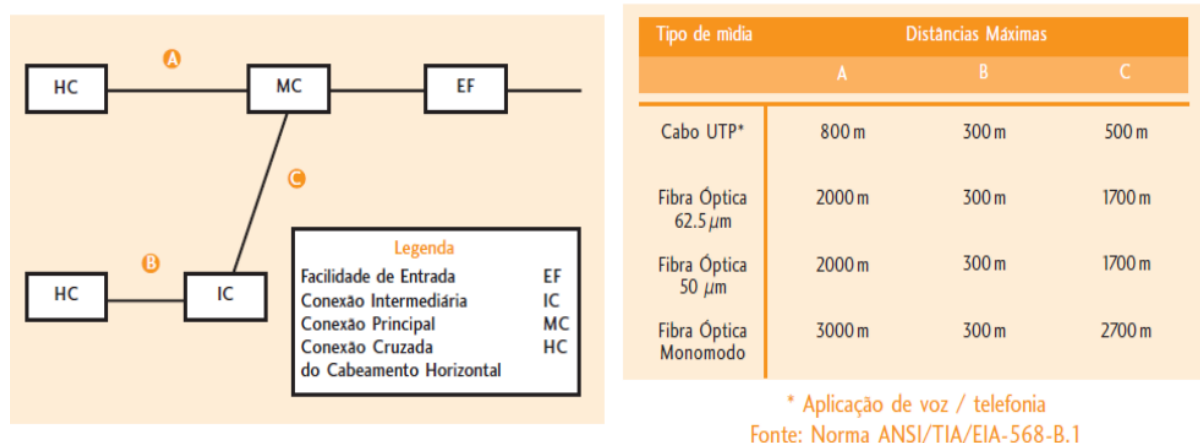 A
HC
MC
EF
C
B
HC
IC
Legenda
Facilidade de Entrada EF
Conexão Intermediária IC
Conexão Principal MC
Conexão Cruzada HC
do Cabeamento Horizontal
Tipo de mìdia Distâncias Máximas
A B C
Cabo UTP* 800 m 300 m 500 m
Fibra Óptica 2000 m 300 m 1700 m
62.5 μm
Fibra Óptica 2000 m 300 m 1700 m
50 μm
Fibra Óptica 3000 m 300 m 2700 m
Monomodo
* Aplicação de voz / telefonia
Fonte: Norma ANSI/TIA/EIA-568-B.1